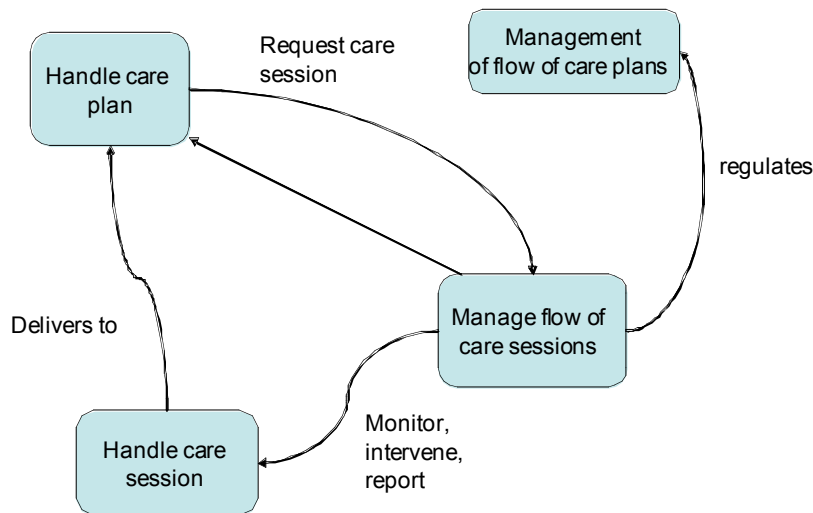 Handle care
plan
Request care
session
Management
of flow of care plans
regulates
Manage flow of
care sessions
Delivers to
Monitor,
intervene,
report
Handle care
session